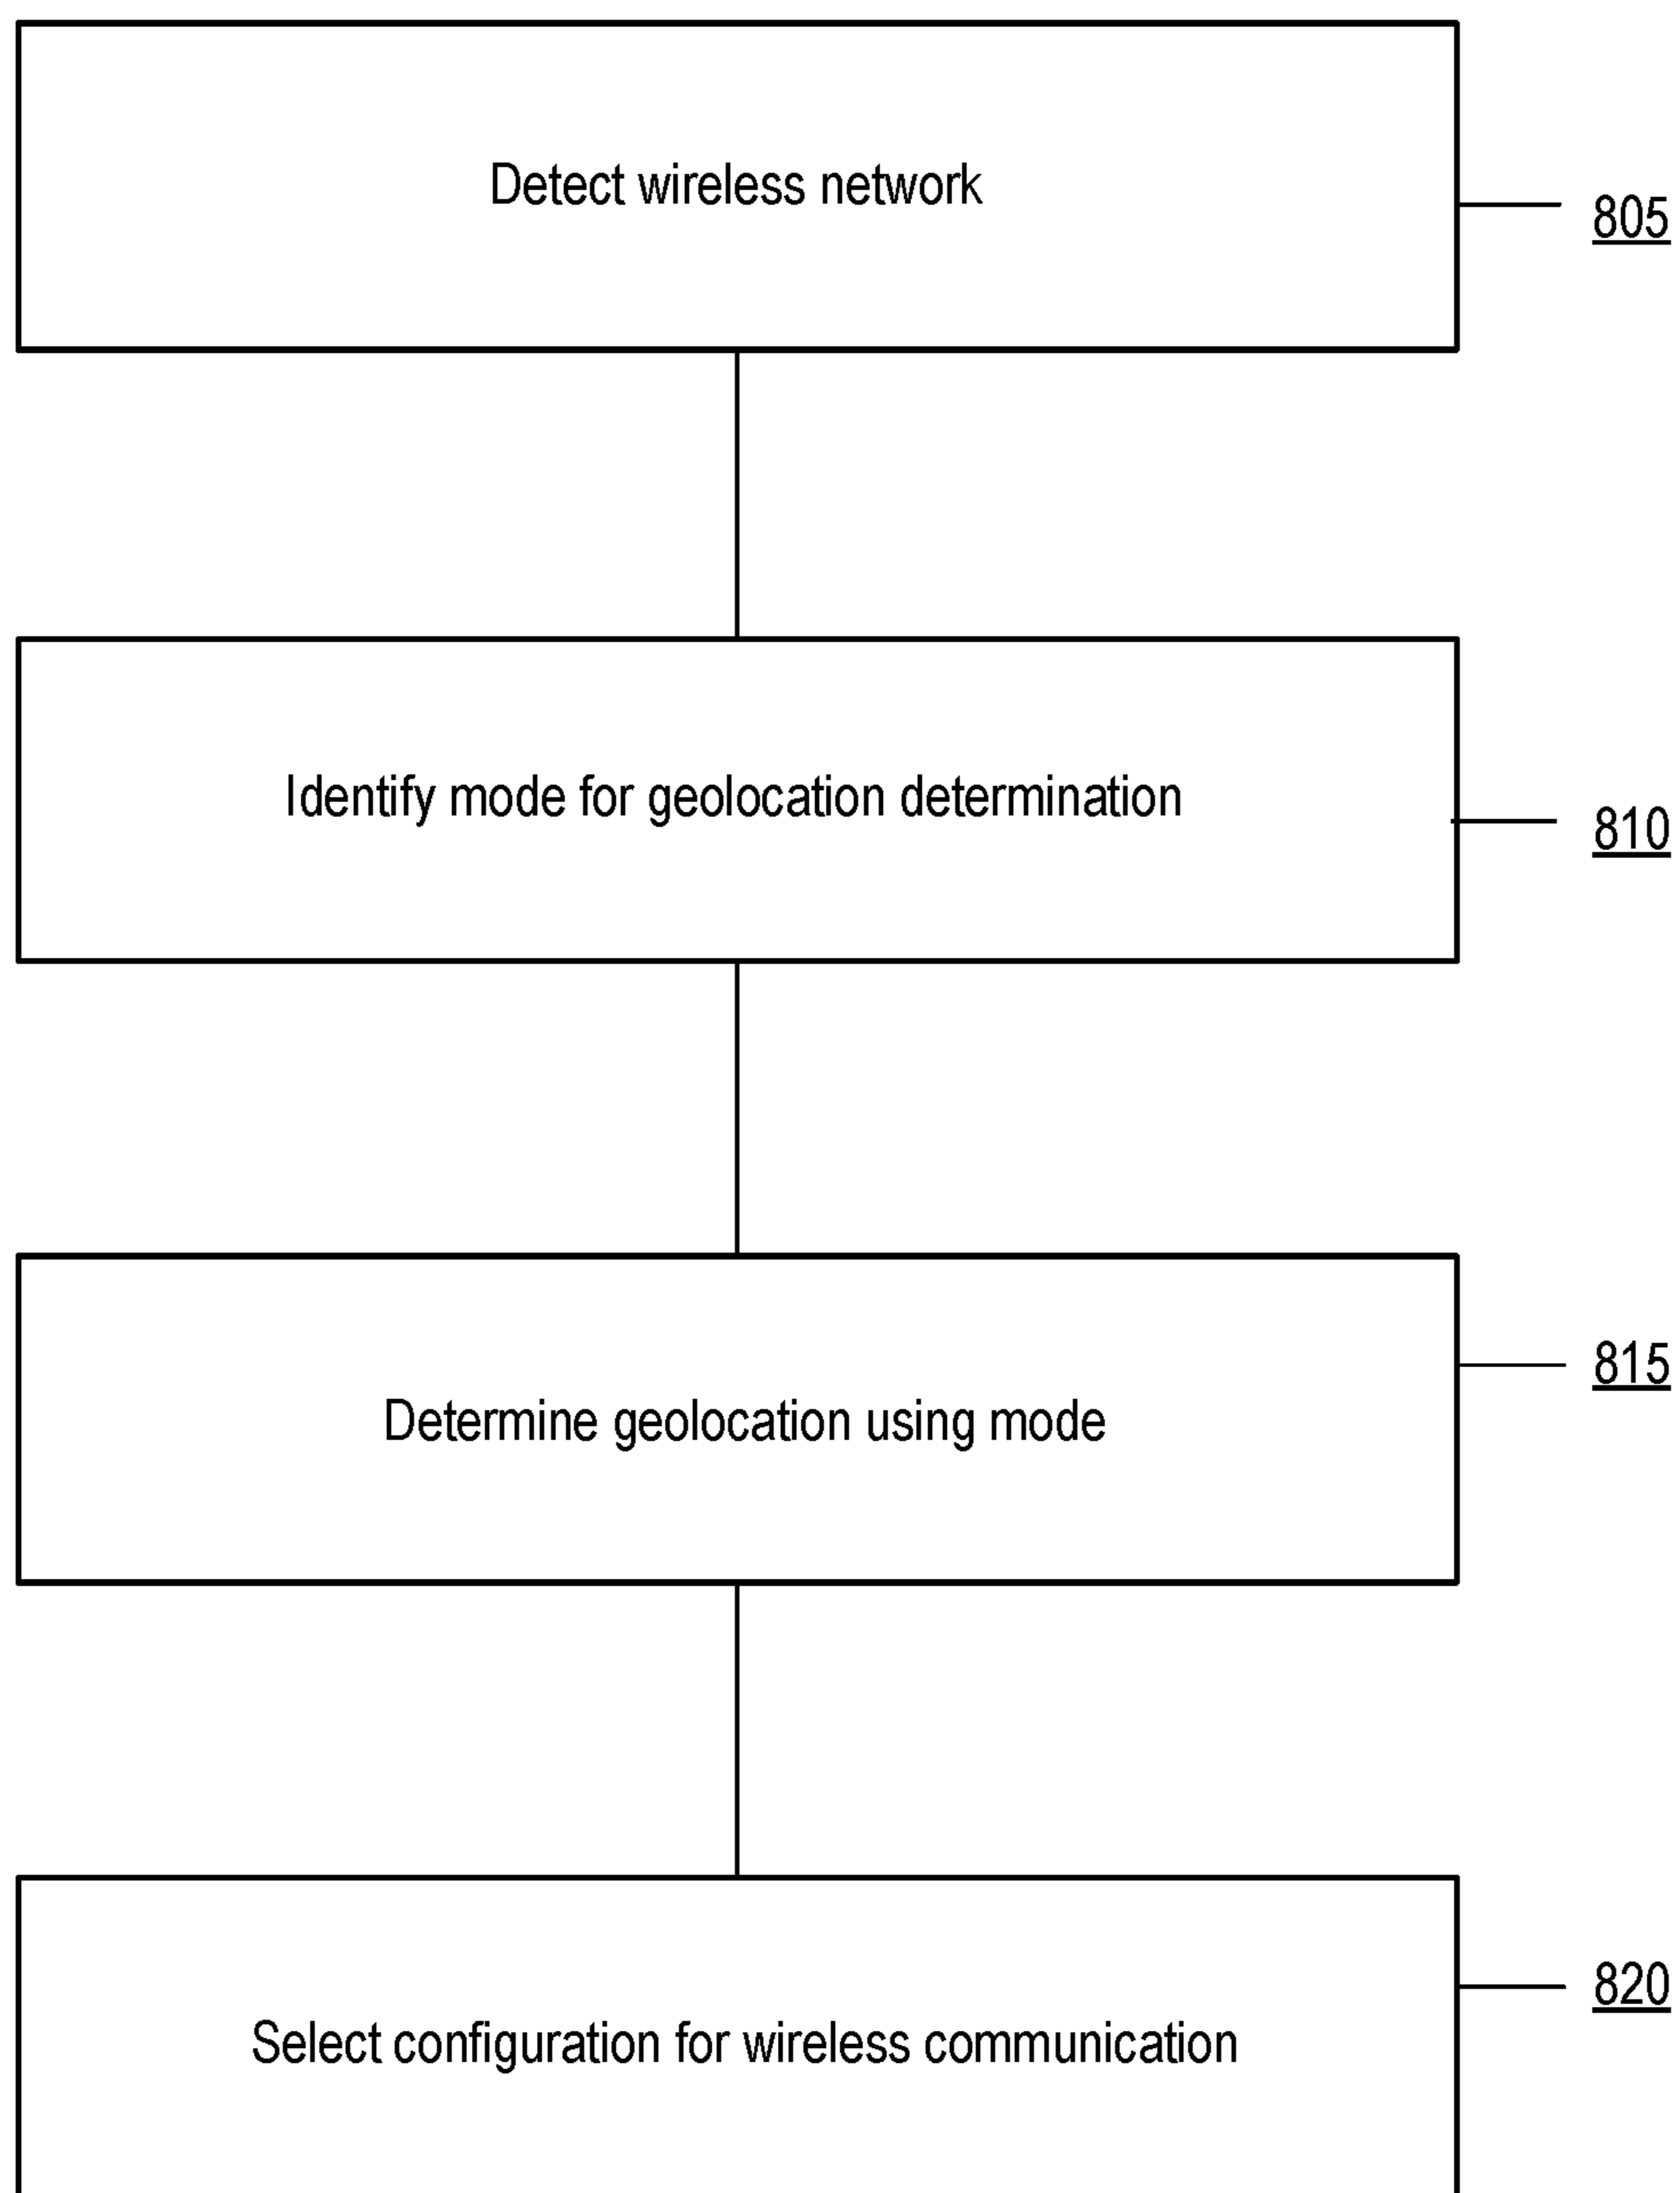 Detect wireless network
805
Identify mode for geolocation determination
810
Determine geolocation using mode
815
Select configuration for wireless communication
820